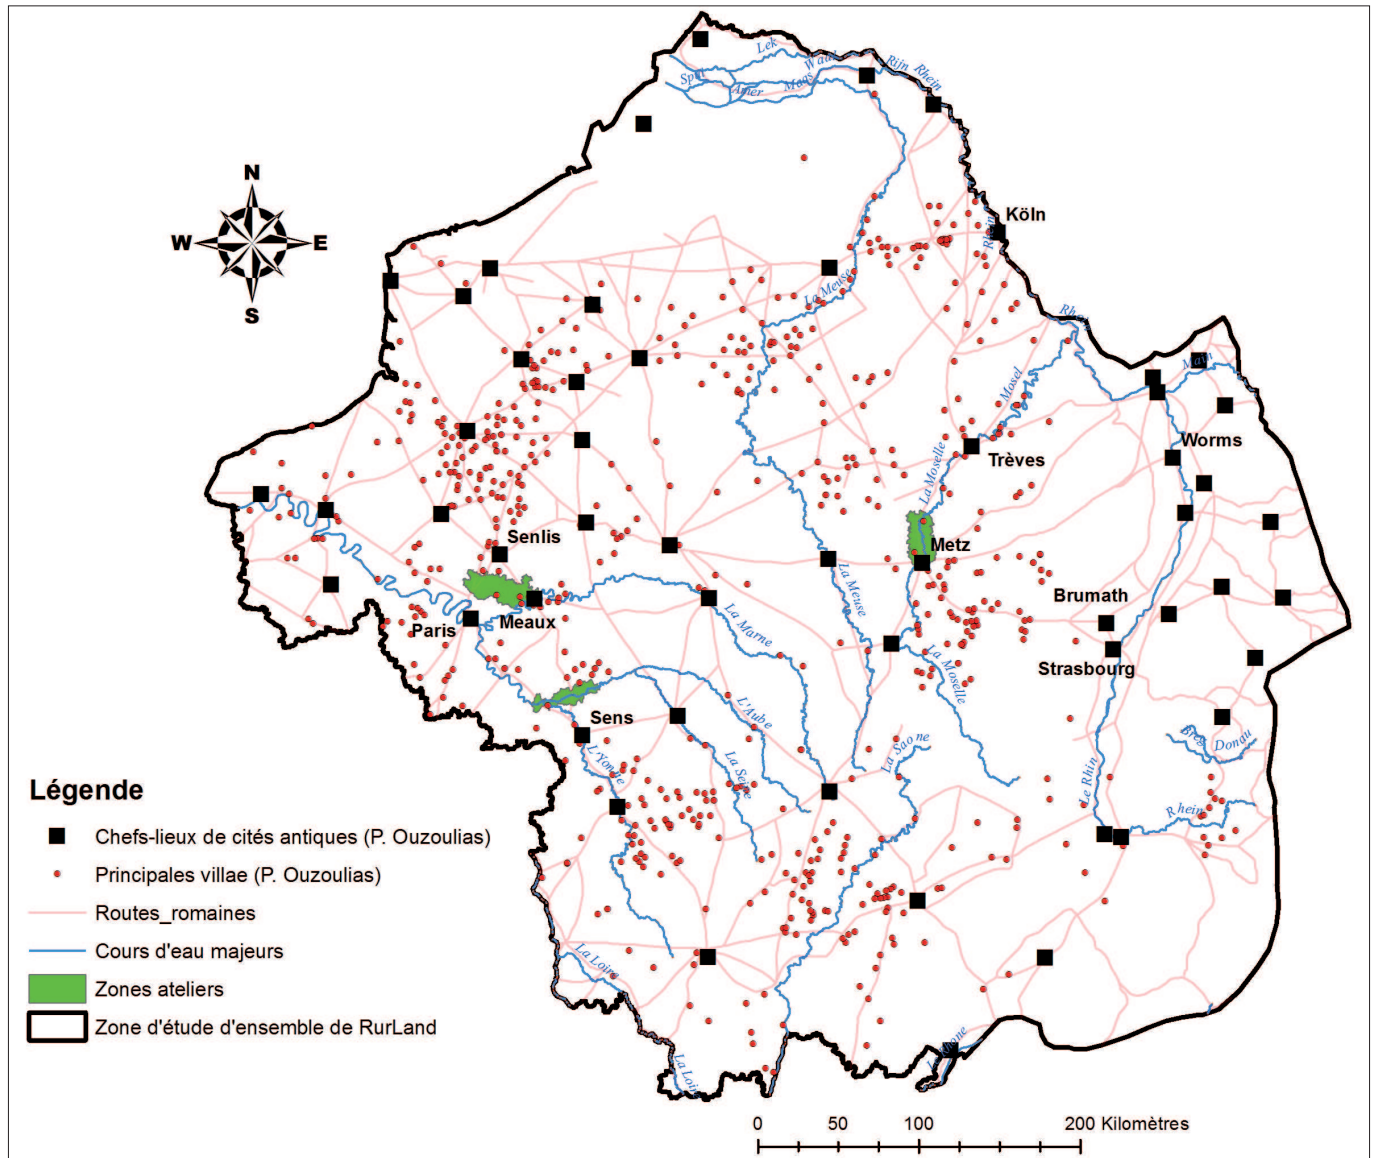 Lek
Waal
Rijn
Rhein
Spui
Amer
Maas
N
W
E
S
Köln
Rhein
La Meuse
Rhein
Main
Mosel
Worms
Trèves
La Moselle
Senlis
Metz
La Meuse
Brumath
Paris
Meaux
La Marne
Strasbourg
La Moselle
L'Aube
Sens
La Saone
Breg
Donau
L'Yonne
La Seine
Le Rhin
Rhein
Légende
Chefs-lieux de cités antiques (P. Ouzoulias)
Principales villae (P. Ouzoulias)
Routes_romaines
Cours d'eau majeurs
La Loire
Zones ateliers
Zone d'étude d'ensemble de RurLand
La Loire
0 50 100 200 Kilomètres